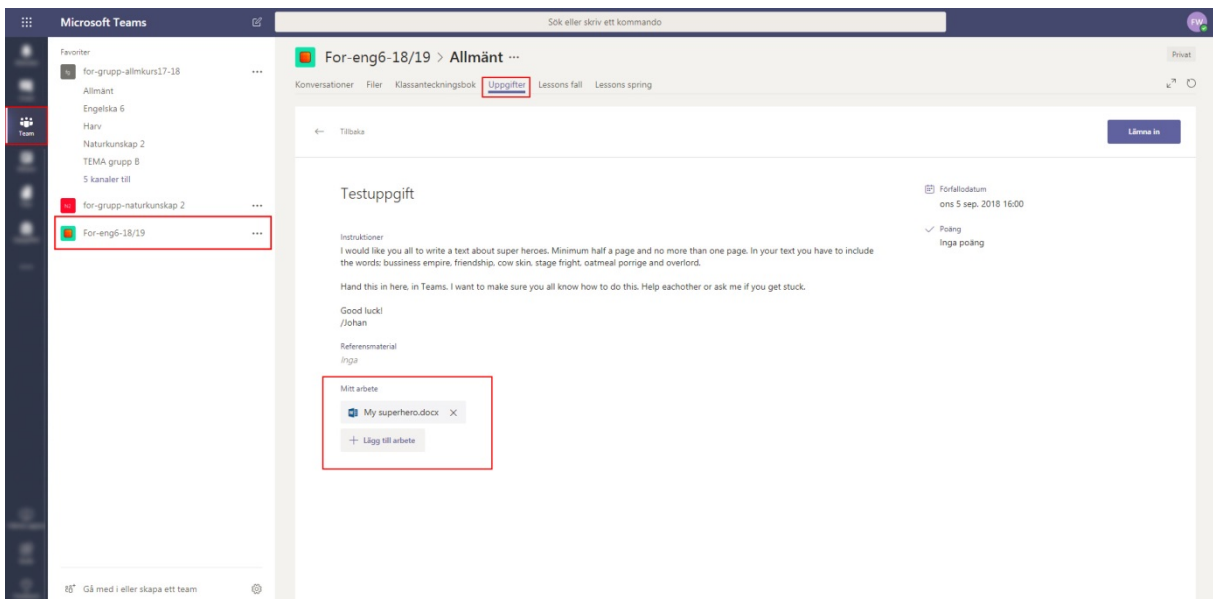 Microsoft Teams
Sök eller skriv ett kommando
FW
Team
Favoriter
for-grupp-allmkurs17-18
Allmänt
Engelska 6
Harv
Naturkunskap 2
TEMA grupp B
5 kanaler till
for-grupp-naturkunskap 2
For-eng6-18/19
Gå med i eller skapa ett team
For-eng6-18/19 > Allmänt ...
Privat
Konversationer Filer Klassanteckningsbok Uppgifter Lessons fall Lessons spring
Tillbaka
Lämna in
Testuppgift
Instruktioner
I would like you all to write a text about super heroes. Minimum half a page and no more than one page. In your text you have to include
the words: bussiness empire, friendship, cow skin, stage fright, oatmeal porrige and overlord.
Hand this in here, in Teams. I want to make sure you all know how to do this. Help eachother or ask me if you get stuck.
Good luck!
/Johan
Referensmaterial
Inga
Mitt arbete
My superhero.docx
+ Lägg till arbete
Förfallodatum
ons 5 sep. 2018 16:00
Poäng
Inga poäng